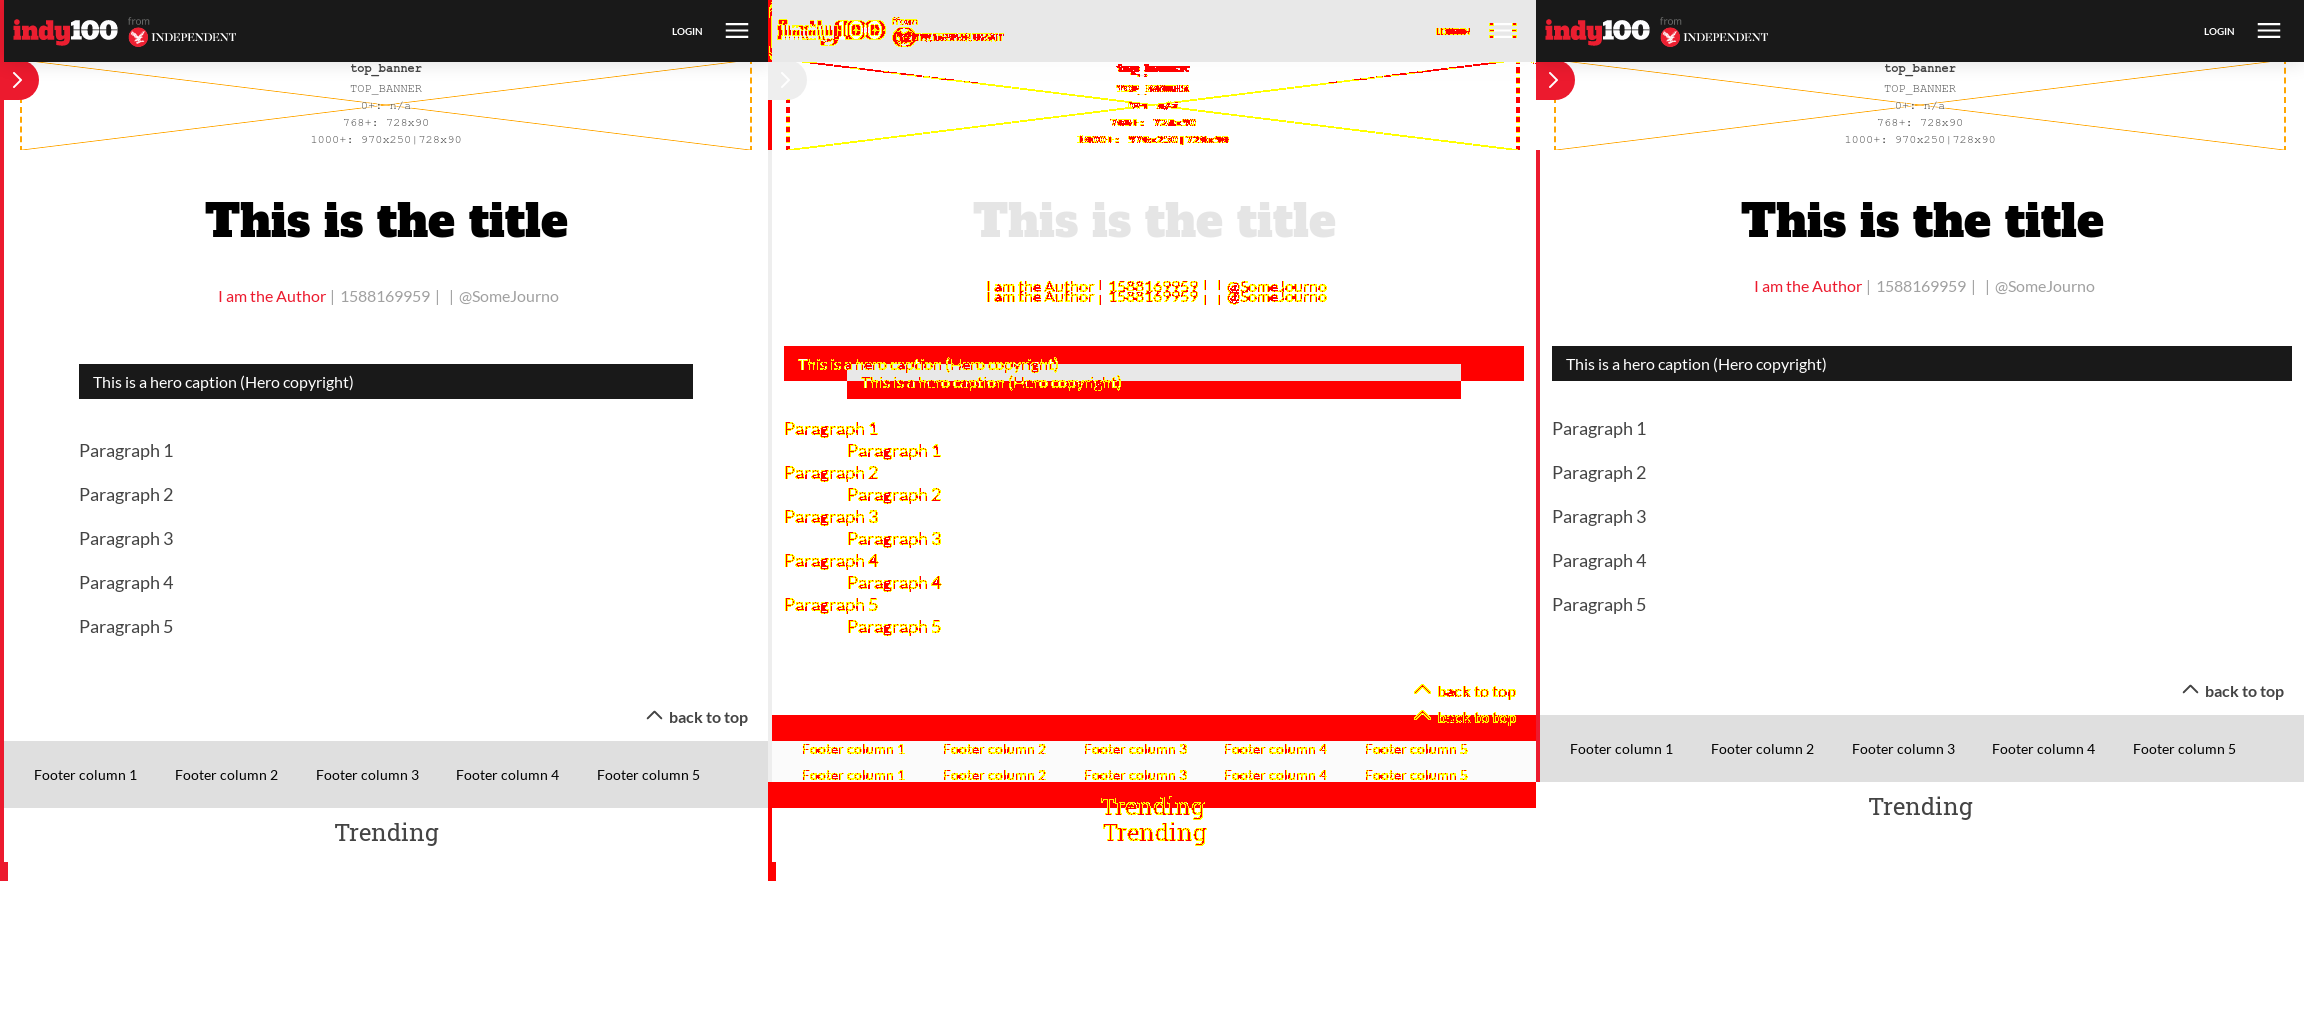 indy100 from INDEPENDENT LOGIN
top_banner
TOP_BANNER
0+: n/a
768+: 728x90
1000+: 970x250|728x90
This is the title
I am the Author | 1588169959 | | @SomeJourno
This is a hero caption (Hero copyright)
Paragraph 1
Paragraph 2
Paragraph 3
Paragraph 4
Paragraph 5
back to top
Footer column 1 Footer column 2 Footer column 3 Footer column 4 Footer column 5
Trending
indy100
768+: 728x90
1000+: 970x250|728x90
This is the title
I am the Author | 1588169959 | | @SomeJourno
I am the Author | 1588169959 | | @SomeJourno
This is a hero caption (Hero copyright)
This is a hero caption (Hero copyright)
Paragraph 1
Paragraph 1
Paragraph 2
Paragraph 2
Paragraph 3
Paragraph 3
Paragraph 4
Paragraph 4
Paragraph 5
Paragraph 5
back to top
back to top
Footer column 1 Footer column 2 Footer column 3 Footer column 4 Footer column 5
Footer column 1 Footer column 2 Footer column 3 Footer column 4 Footer column 5
Trending
Trending
indy100 from INDEPENDENT LOGIN
top_banner
TOP_BANNER
0+: n/a
768+: 728x90
1000+: 970x250|728x90
This is the title
I am the Author | 1588169959 | | @SomeJourno
This is a hero caption (Hero copyright)
Paragraph 1
Paragraph 2
Paragraph 3
Paragraph 4
Paragraph 5
back to top
Footer column 1 Footer column 2 Footer column 3 Footer column 4 Footer column 5
Trending